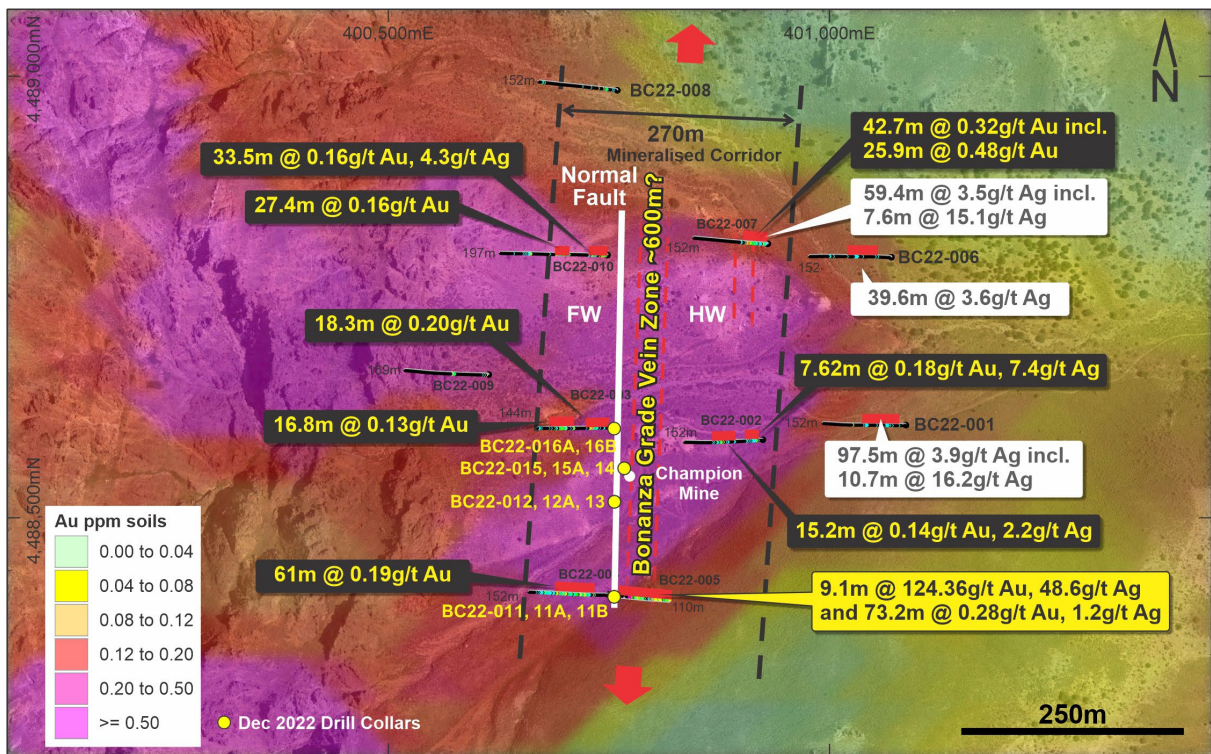 400,500mE
401,000mE
4,489,000mN
N
152m
BC22-008
270m
Mineralised Corridor
42.7m @ 0.32g/t Au incl.
25.9m @ 0.48g/t Au
33.5m @ 0.16g/t Au, 4.3g/t Ag
Normal
Fault
59.4m @ 3.5g/t Ag incl.
7.6m @ 15.1g/t Ag
27.4m @ 0.16g/t Au
BC22-007
152m
197m
BC22-010
152
BC22-006
39.6m @ 3.6g/t Ag
FW
HW
Bonanza Grade Vein Zone ~600m?
18.3m @ 0.20g/t Au
BC22-009
7.62m @ 0.18g/t Au, 7.4g/t Ag
BC22-003
144m
16.8m @ 0.13g/t Au
BC22-002
152m
152m
BC22-001
BC22-016A, 16B
BC22-015, 15A, 14
Champion
Mine
97.5m @ 3.9g/t Ag incl.
10.7m @ 16.2g/t Ag
BC22-012, 12A, 13
4,488,500mN
15.2m @ 0.14g/t Au, 2.2g/t Ag
Au ppm soils
0.00 to 0.04
0.04 to 0.08
0.08 to 0.12
0.12 to 0.20
0.20 to 0.50
>= 0.50
61m @ 0.19g/t Au
BC22-00
BC22-005
152m
110m
BC22-011, 11A, 11B
9.1m @ 124.36g/t Au, 48.6g/t Ag
and 73.2m @ 0.28g/t Au, 1.2g/t Ag
Dec 2022 Drill Collars
250m